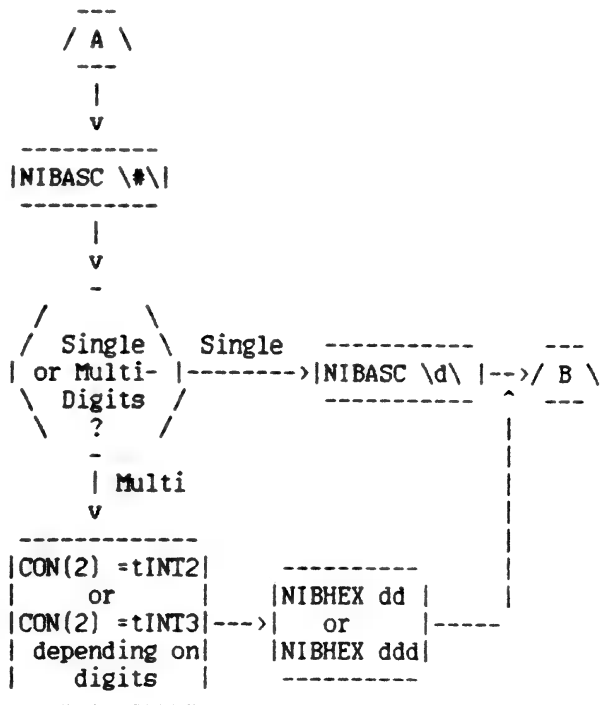 A
NIBASC \#\
Single
or Multi-
Digits
?
Single
NIBASC \d\
B
Multi
CON(2) =tINT2
or
CON(2) =tINT3
depending on
digits
NIBHEX dd
or
NIBHEX ddd